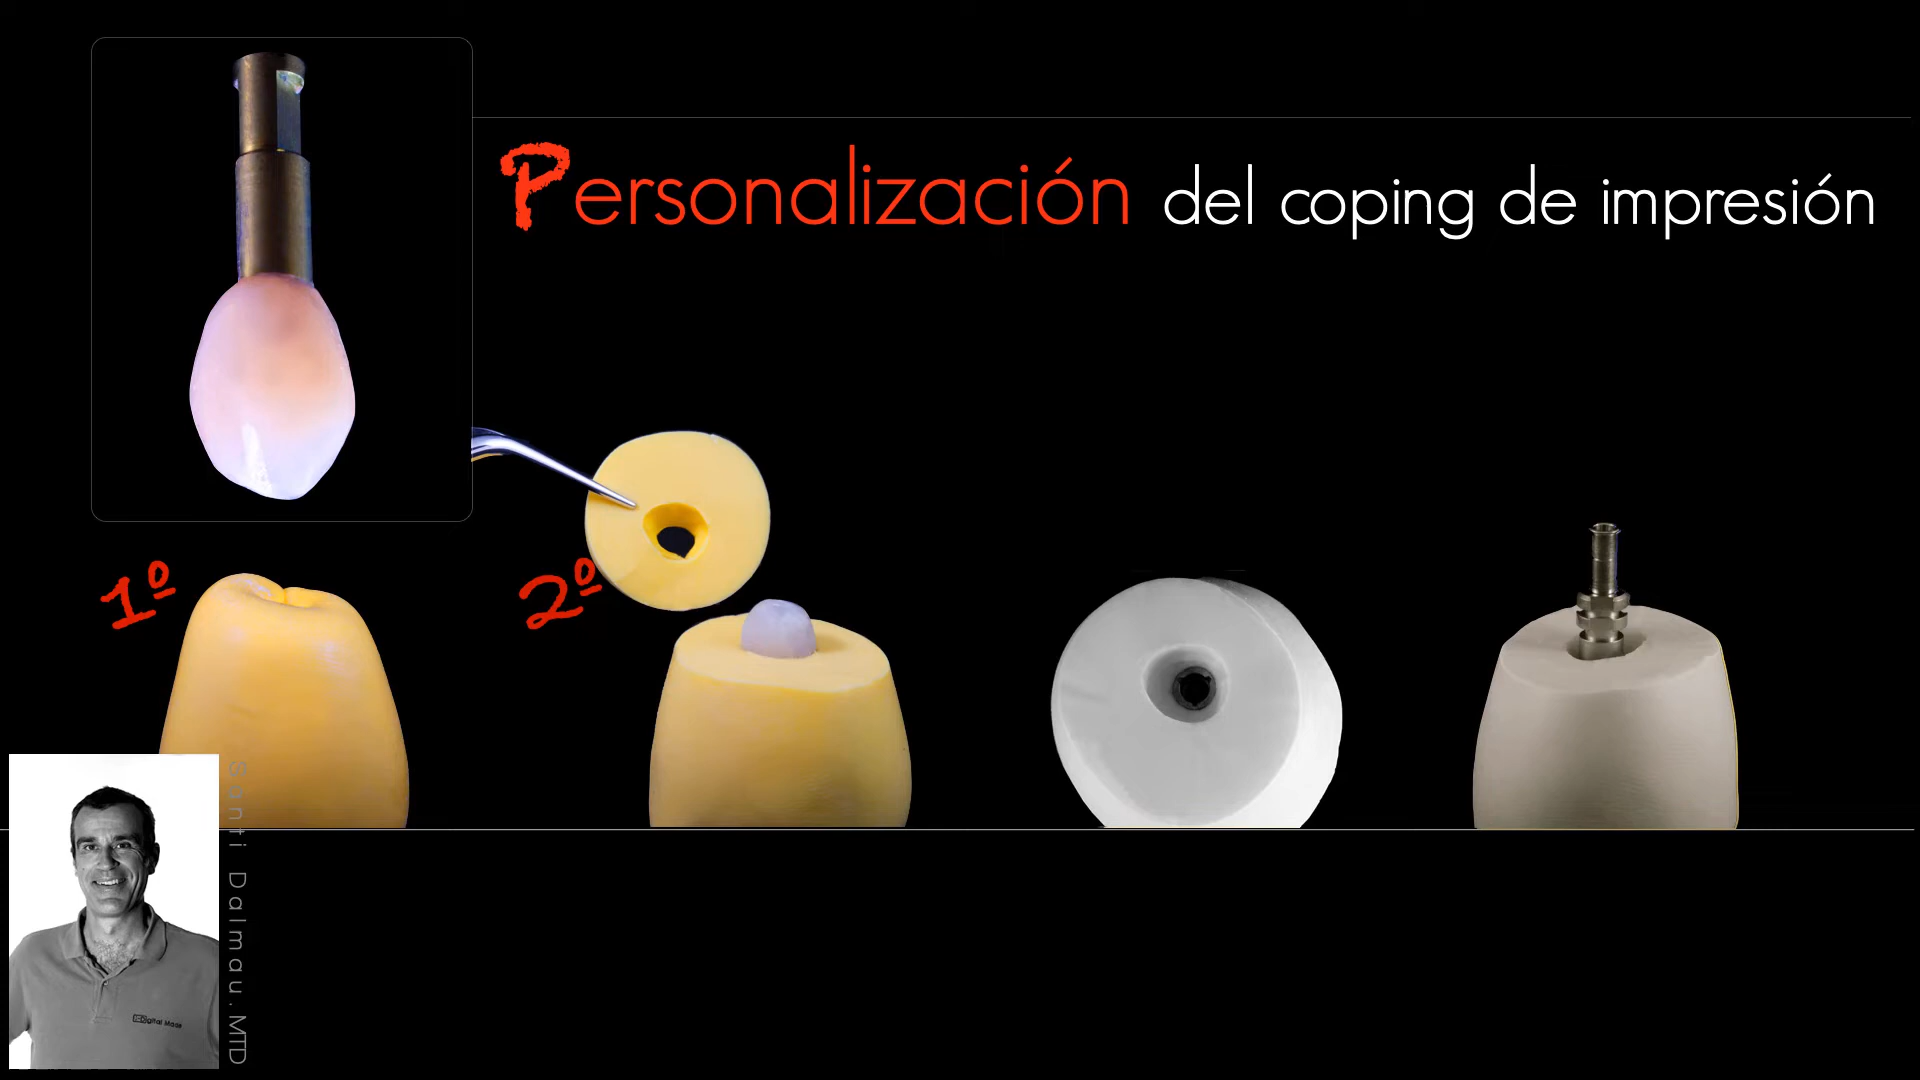 Personalización del coping de impresión
1º
2º
Santi Dalmau.MTD